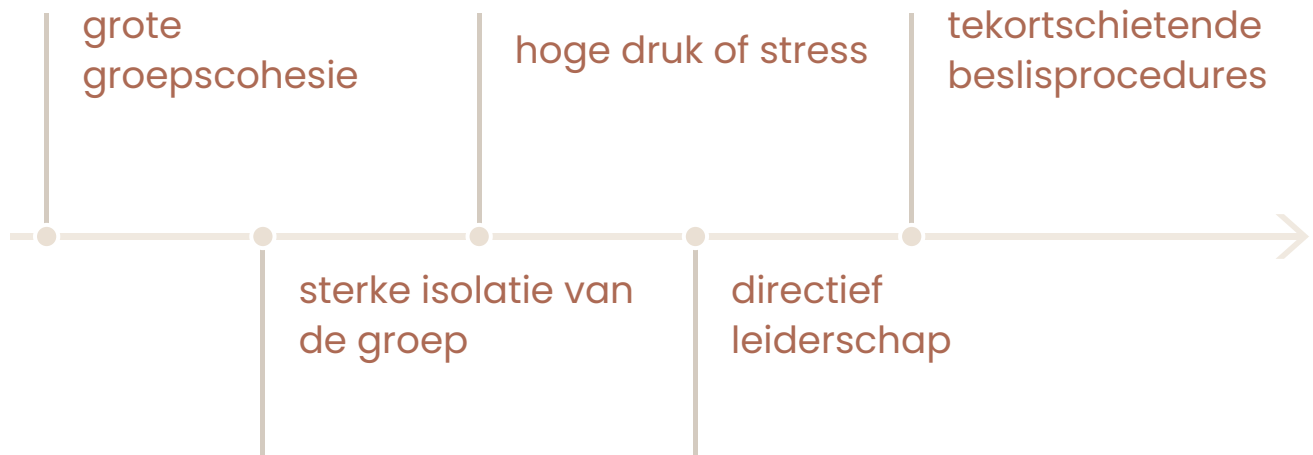 grote
groepscohesie
sterke isolatie van
de groep
hoge druk of stress
directief
leiderschap
tekortschietende
beslisprocedures